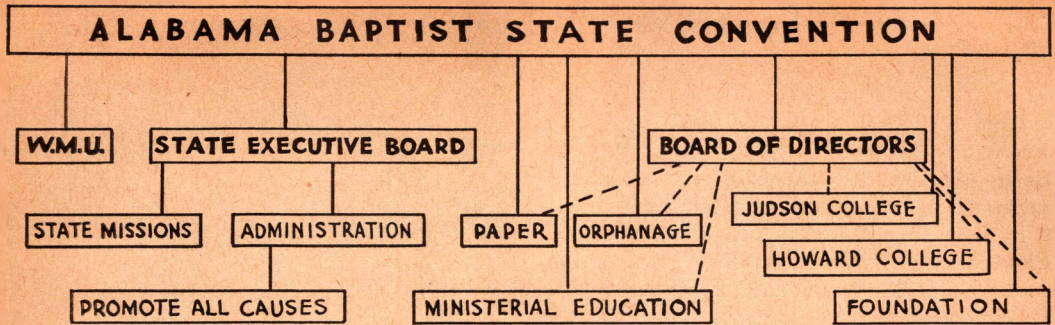 ALABAMA BAPTIST STATE CONVENTION
W.M.U.
STATE EXECUTIVE BOARD
BOARD OF DIRECTORS
STATE MISSIONS
ADMINISTRATION
PAPER
ORPHANAGE
JUDSON COLLEGE
HOWARD COLLEGE
PROMOTE ALL CAUSES
MINISTERIAL EDUCATION
FOUNDATION